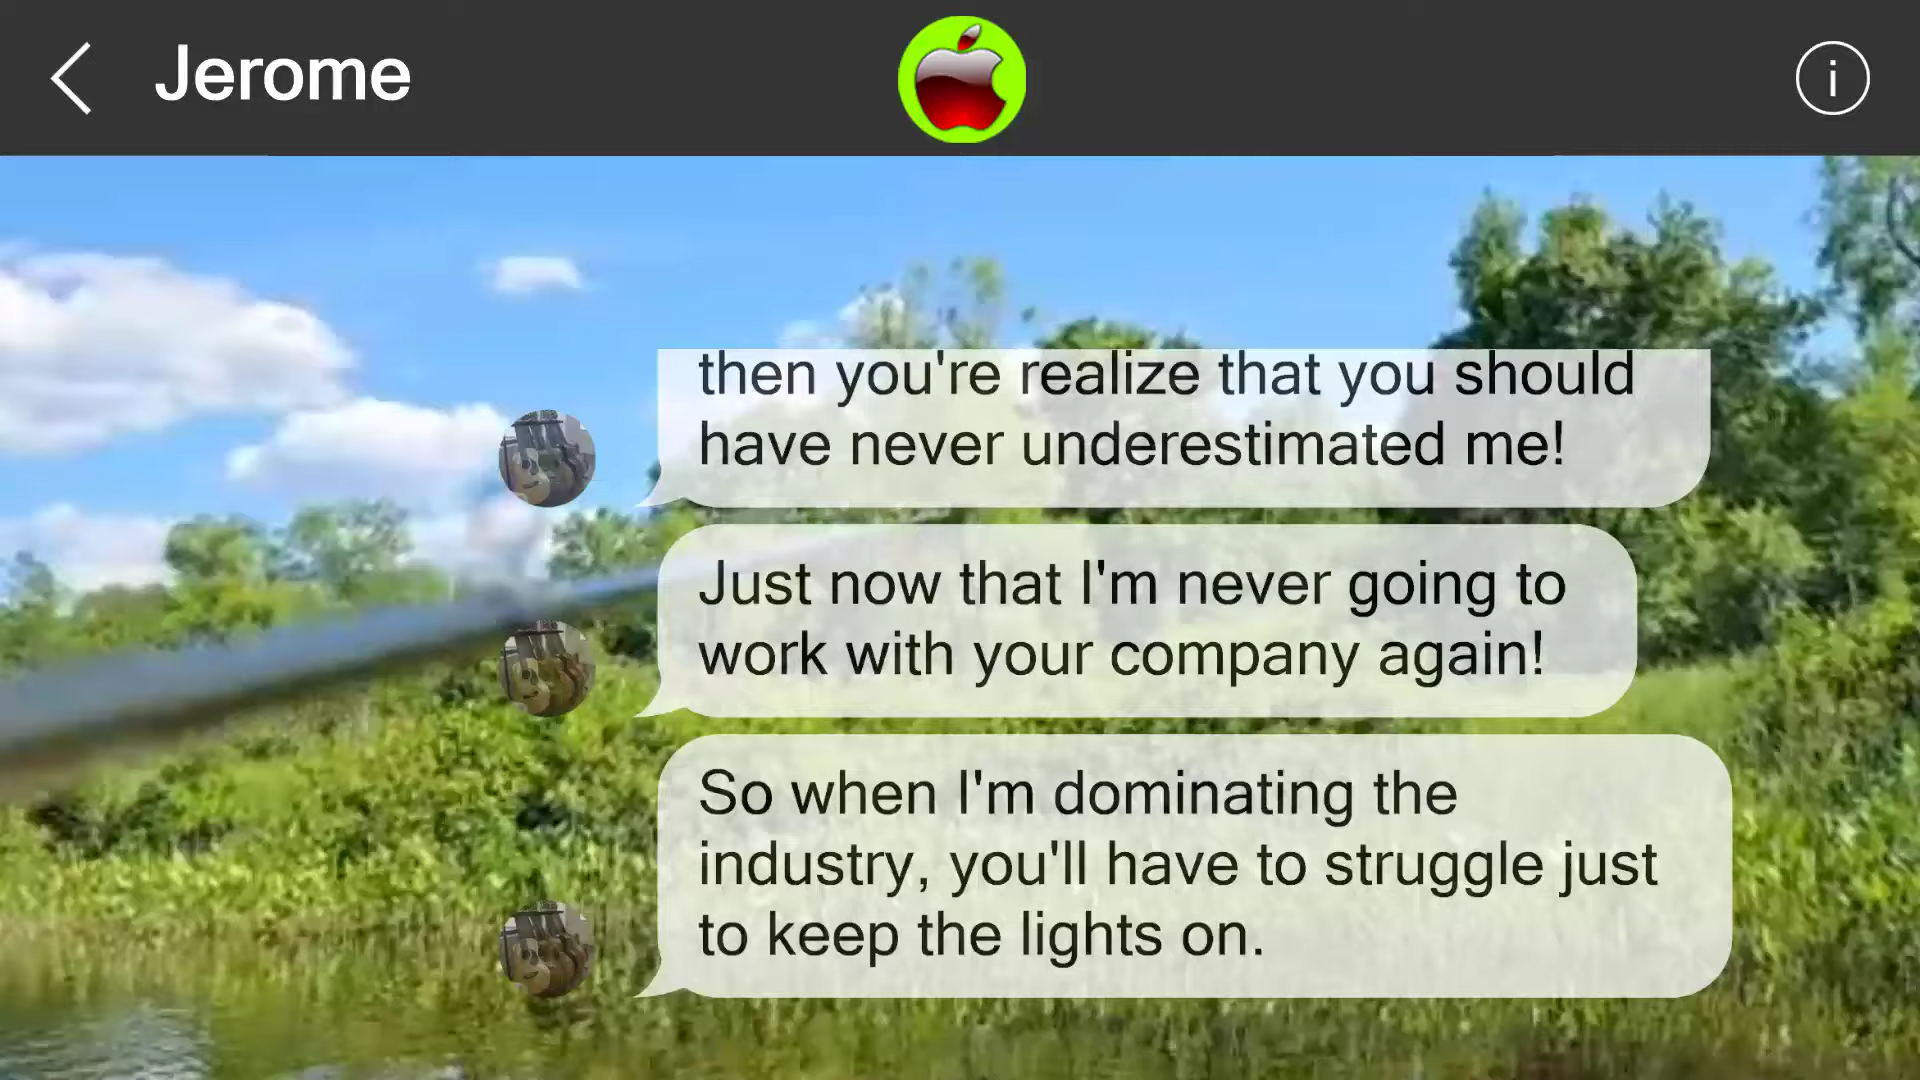 Jerome
i
then you're realize that you should
have never underestimated me!
Just now that I'm never going to
work with your company again!
So when I'm dominating the
industry, you'll have to struggle just
to keep the lights on.